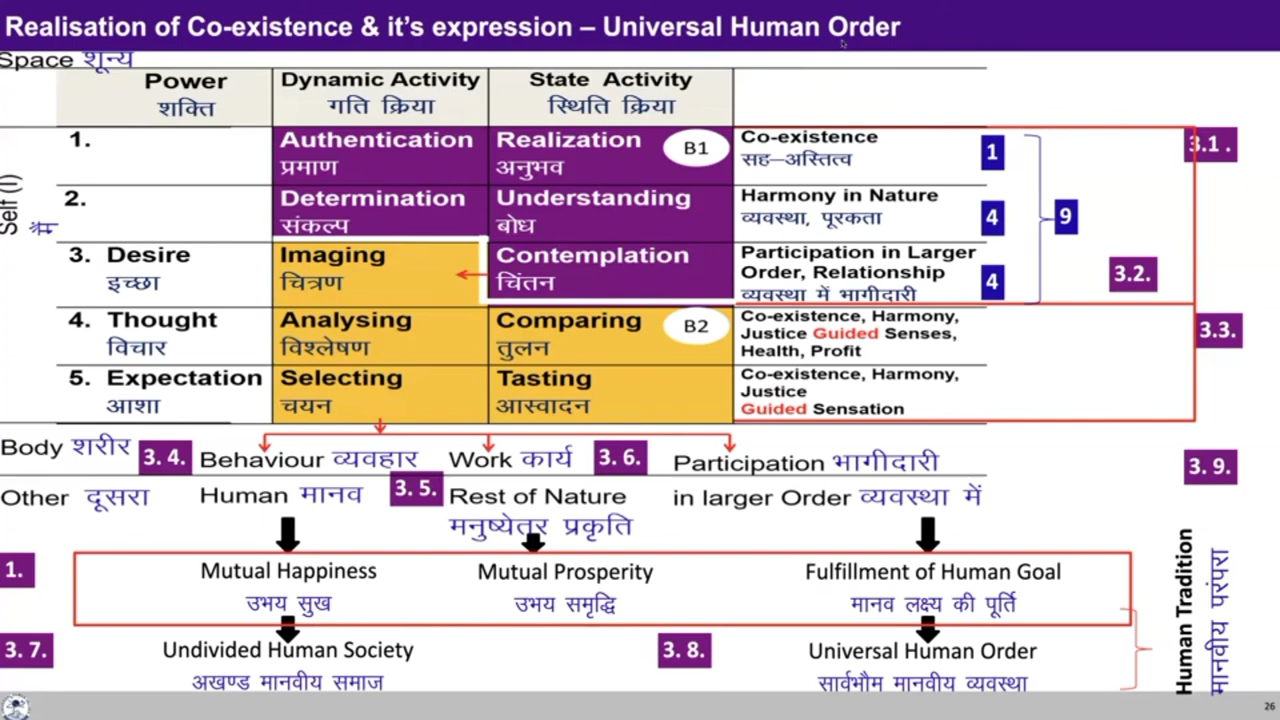 Realisation of Co-existence & it's expression – Universal Human Order
Space शून्य
Power Dynamic Activity State Activity
शक्ति गति क्रिया स्थिति क्रिया
1. Authentication Realization B1 Co-existence 1 3.1 .
प्रमाण अनुभव सह–अस्तित्व
2. Determination Understanding Harmony in Nature 4 9
संकल्प बोध व्यवस्था, पूरकता
Self (I)
मैं
3. Desire Imaging Contemplation Participation in Larger
Order, Relationship 4 3.2.
इच्छा चित्रण चिंतन व्यवस्था में भागीदारी
4. Thought Analysing Comparing B2 Co-existence, Harmony,
Justice Guided Senses, 3.3.
विचार विश्लेषण तुलन Health, Profit
5. Expectation Selecting Tasting Co-existence, Harmony,
Justice
आशा चयन आस्वादन Guided Sensation
Body शरीर 3. 4. Behaviour व्यवहार Work कार्य 3. 6. Participation भागीदारी 3. 9.
Other दूसरा Human मानव 3. 5. Rest of Nature in larger Order व्यवस्था में
मनुष्येतर प्रकृति
1. Mutual Happiness Mutual Prosperity Fulfillment of Human Goal
उभय सुख उभय समृद्धि मानव लक्ष्य की पूर्ति
3. 7. Undivided Human Society 3. 8. Universal Human Order
अखण्ड मानवीय समाज सार्वभौम मानवीय व्यवस्था
Human Tradition
मानवीय परंपरा
26